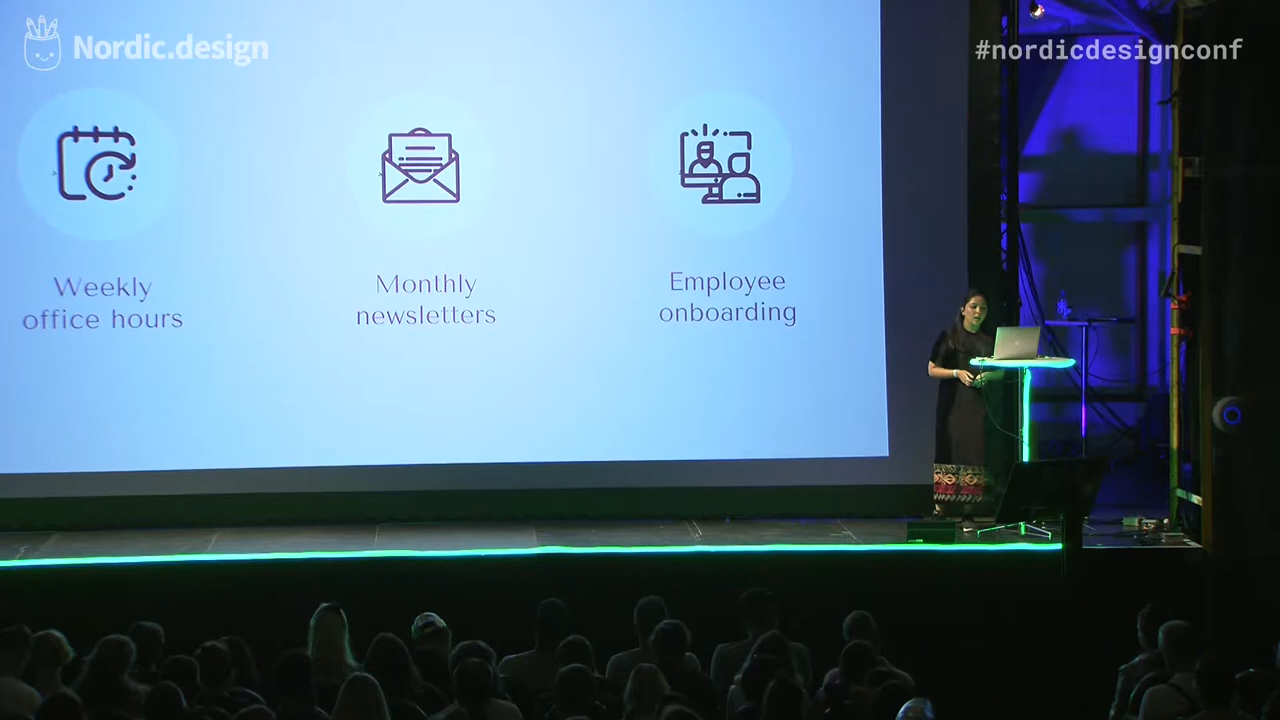 Nordic.design
#nordicdesignconf
Weekly
office hours
Monthly
newsletters
Employee
onboarding